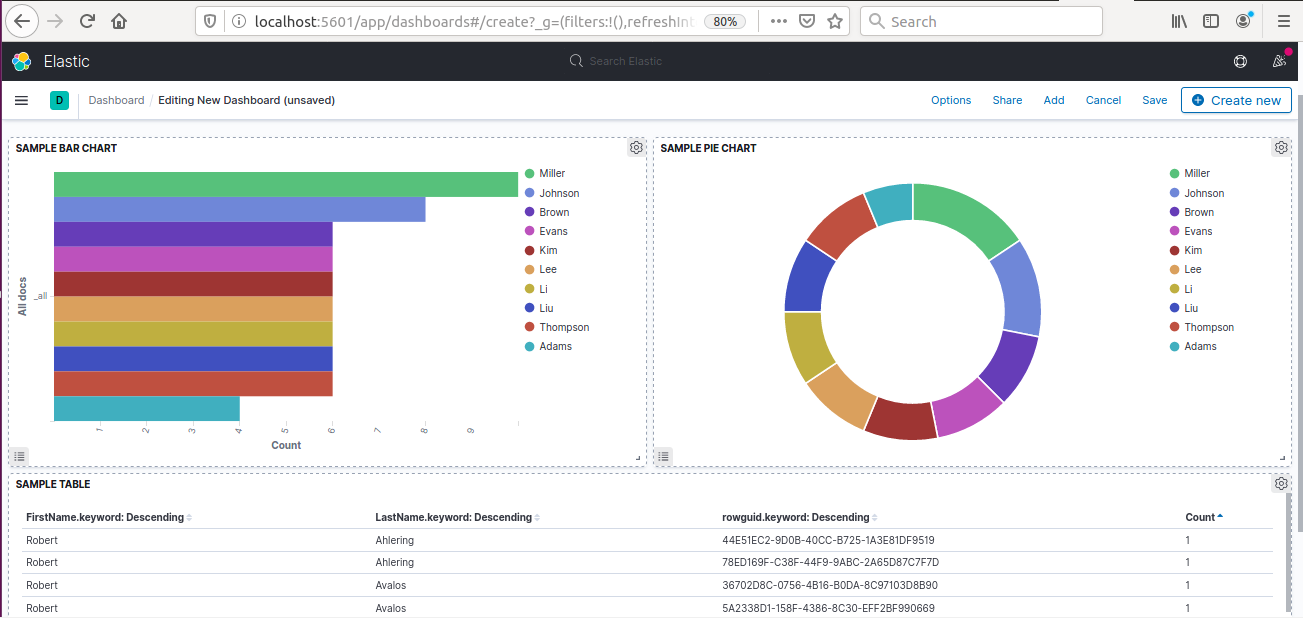 localhost:5601/app/dashboards#/create?_g=(filters:!(),refreshInt 80% Search
Elastic Search Elastic
D Dashboard / Editing New Dashboard (unsaved) Options Share Add Cancel Save Create new
SAMPLE BAR CHART
Miller
Johnson
Brown
Evans
Kim
Lee
Li
Liu
Thompson
Adams
All docs
_all
1 2 3 4 5 6 7 8 9
Count
SAMPLE PIE CHART
Miller
Johnson
Brown
Evans
Kim
Lee
Li
Liu
Thompson
Adams
SAMPLE TABLE
FirstName.keyword: Descending LastName.keyword: Descending rowguid.keyword: Descending Count
Robert Ahlering 44E51EC2-9D0B-40CC-B725-1A3E81DF9519 1
Robert Ahlering 78ED169F-C38F-44F9-9ABC-2A65D87C7F7D 1
Robert Avalos 36702D8C-0756-4B16-B0DA-8C97103D8B90 1
Robert Avalos 5A2338D1-158F-4386-8C30-EFF2BF990669 1